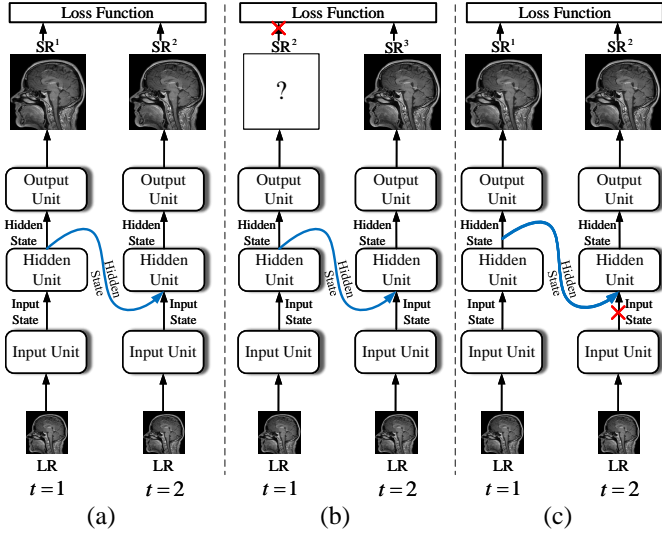 Loss Function Loss Function Loss Function
SR¹ SR² SR² SR³ SR¹ SR²
?
Output Unit Output Unit Output Unit Output Unit Output Unit Output Unit
Hidden State Hidden State Hidden State Hidden State Hidden State Hidden State
Hidden Unit Hidden Unit Hidden Unit Hidden Unit Hidden Unit Hidden Unit
Hidden State Hidden State Hidden State
Input State Input State Input State Input State Input State Input State
Input Unit Input Unit Input Unit Input Unit Input Unit Input Unit
LR LR LR LR LR LR
t = 1 t = 2 t = 1 t = 2 t = 1 t = 2
(a) (b) (c)